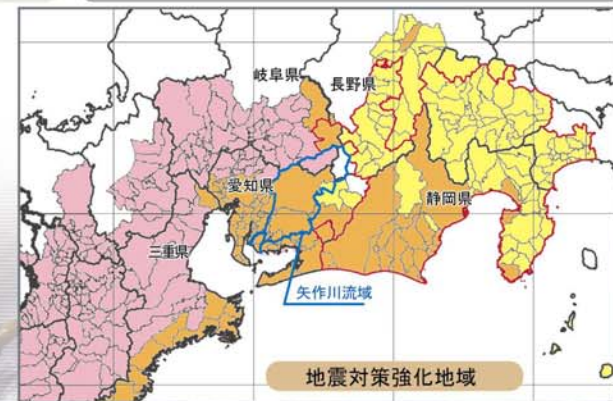 岐阜県
長野県
愛知県
静岡県
三重県
矢作川流域
地震対策強化地域